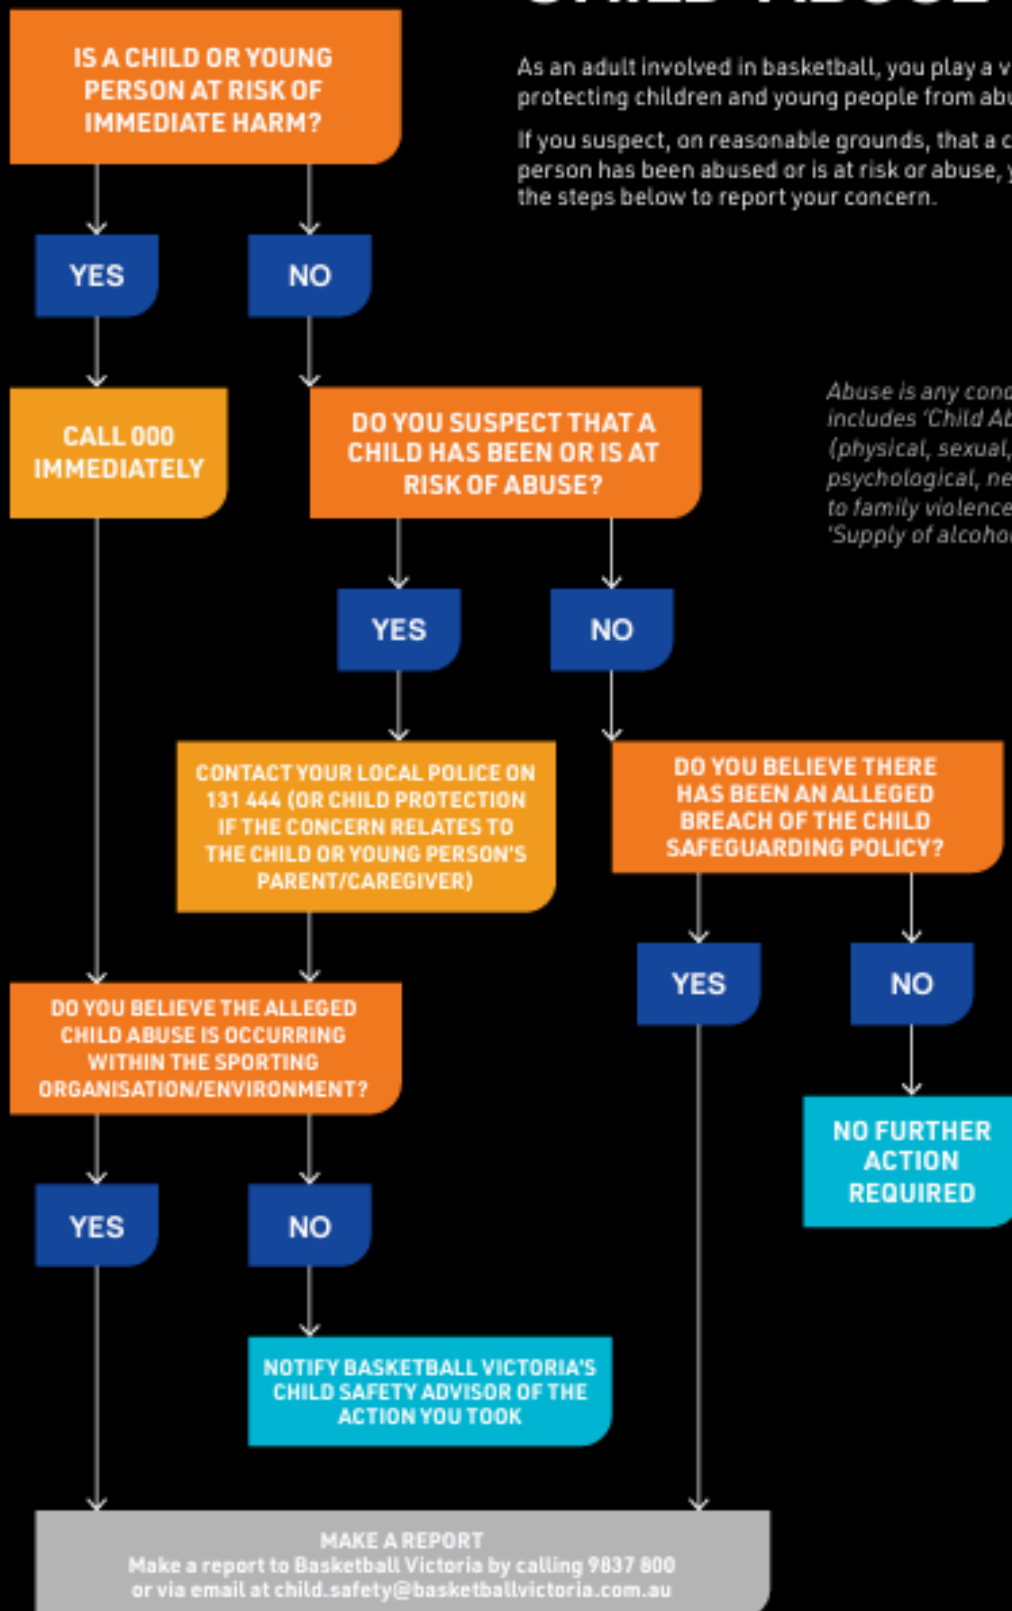 IS A CHILD OR YOUNG
PERSON AT RISK OF
IMMEDIATE HARM?
As an adult involved in basketball, you play a v
protecting children and young people from abu
If you suspect, on reasonable grounds, that a c
person has been abused or is at risk or abuse, y
the steps below to report your concern.
YES
NO
CALL 000
IMMEDIATELY
DO YOU SUSPECT THAT A
CHILD HAS BEEN OR IS AT
RISK OF ABUSE?
Abuse is any cond
includes 'Child Ab
(physical, sexual,
psychological, ne
to family violence
'Supply of alcoho
YES
NO
CONTACT YOUR LOCAL POLICE ON
131 444 (OR CHILD PROTECTION
IF THE CONCERN RELATES TO
THE CHILD OR YOUNG PERSON'S
PARENT/CAREGIVER)
DO YOU BELIEVE THERE
HAS BEEN AN ALLEGED
BREACH OF THE CHILD
SAFEGUARDING POLICY?
YES
NO
DO YOU BELIEVE THE ALLEGED
CHILD ABUSE IS OCCURRING
WITHIN THE SPORTING
ORGANISATION/ENVIRONMENT?
NO FURTHER
ACTION
REQUIRED
YES
NO
NOTIFY BASKETBALL VICTORIA'S
CHILD SAFETY ADVISOR OF THE
ACTION YOU TOOK
MAKE A REPORT
Make a report to Basketball Victoria by calling 9837 800
or via email at child.safety@basketballvictoria.com.au